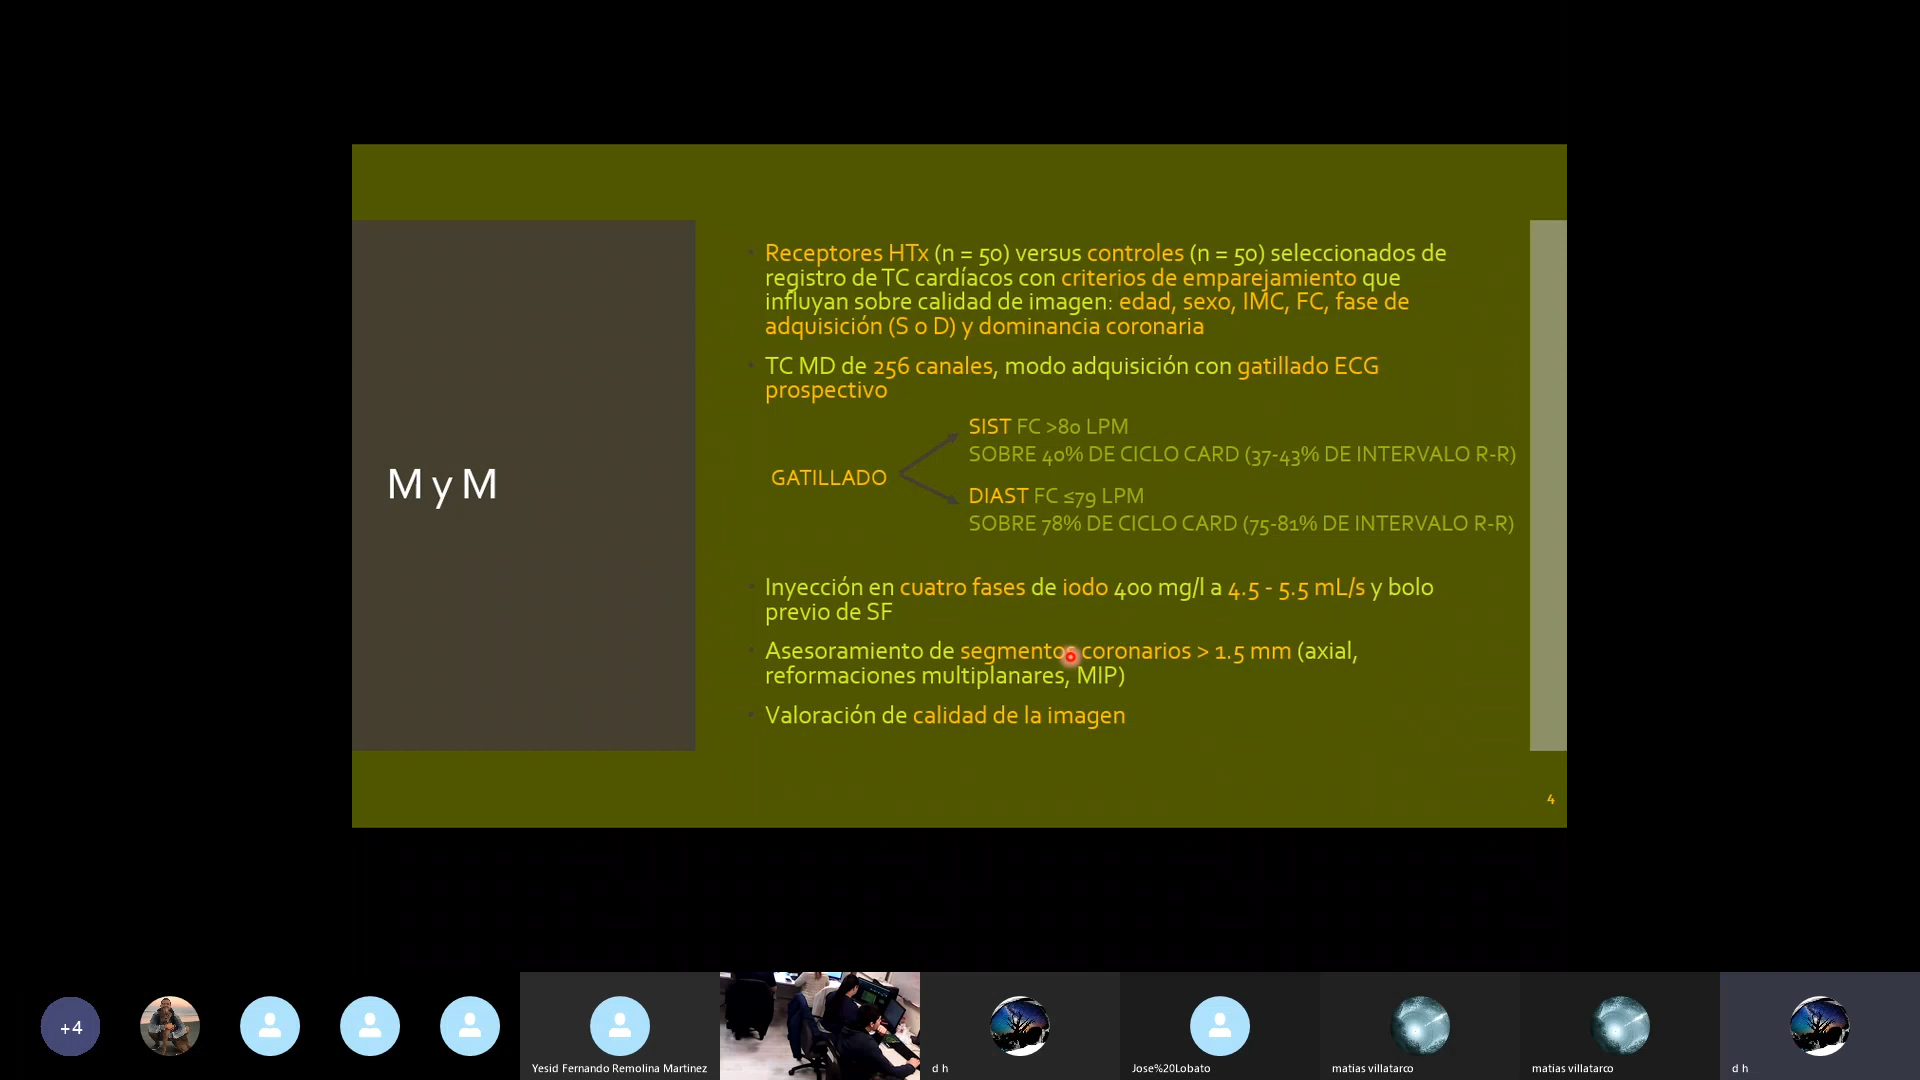 M y M
Receptores HTx (n = 50) versus controles (n = 50) seleccionados de
registro de TC cardíacos con criterios de emparejamiento que
influyan sobre calidad de imagen: edad, sexo, IMC, FC, fase de
adquisición (S o D) y dominancia coronaria
TC MD de 256 canales, modo adquisición con gatillado ECG
prospectivo
GATILLADO
SIST FC >80 LPM
SOBRE 40% DE CICLO CARD (37-43% DE INTERVALO R-R)
DIAST FC ≤79 LPM
SOBRE 78% DE CICLO CARD (75-81% DE INTERVALO R-R)
Inyección en cuatro fases de iodo 400 mg/l a 4.5 - 5.5 mL/s y bolo
previo de SF
Asesoramiento de segmentos coronarios > 1.5 mm (axial,
reformaciones multiplanares, MIP)
Valoración de calidad de la imagen
4
+4
Yesid Fernando Remolina Martinez
d h
Jose%20Lobato
matias villatarco
matias villatarco
d h